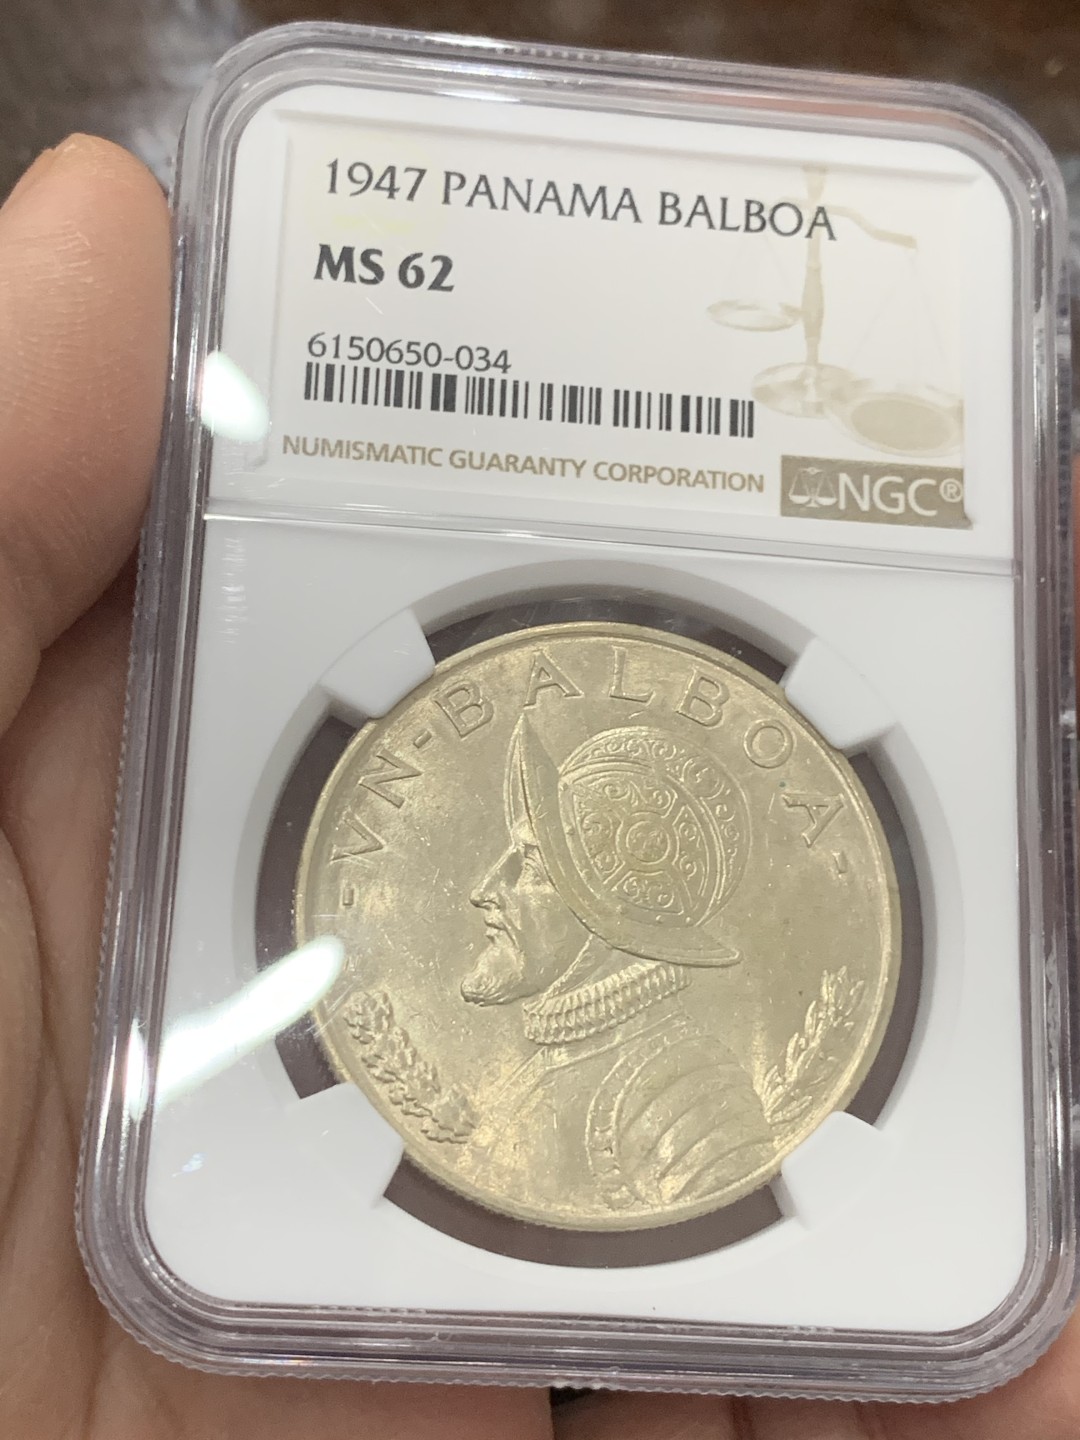 1947 PANAMA BALBOA
MS 62
6150650-034
NUMISMATIC GUARANTY CORPORATION
NGC®
-VN-BALBOA-